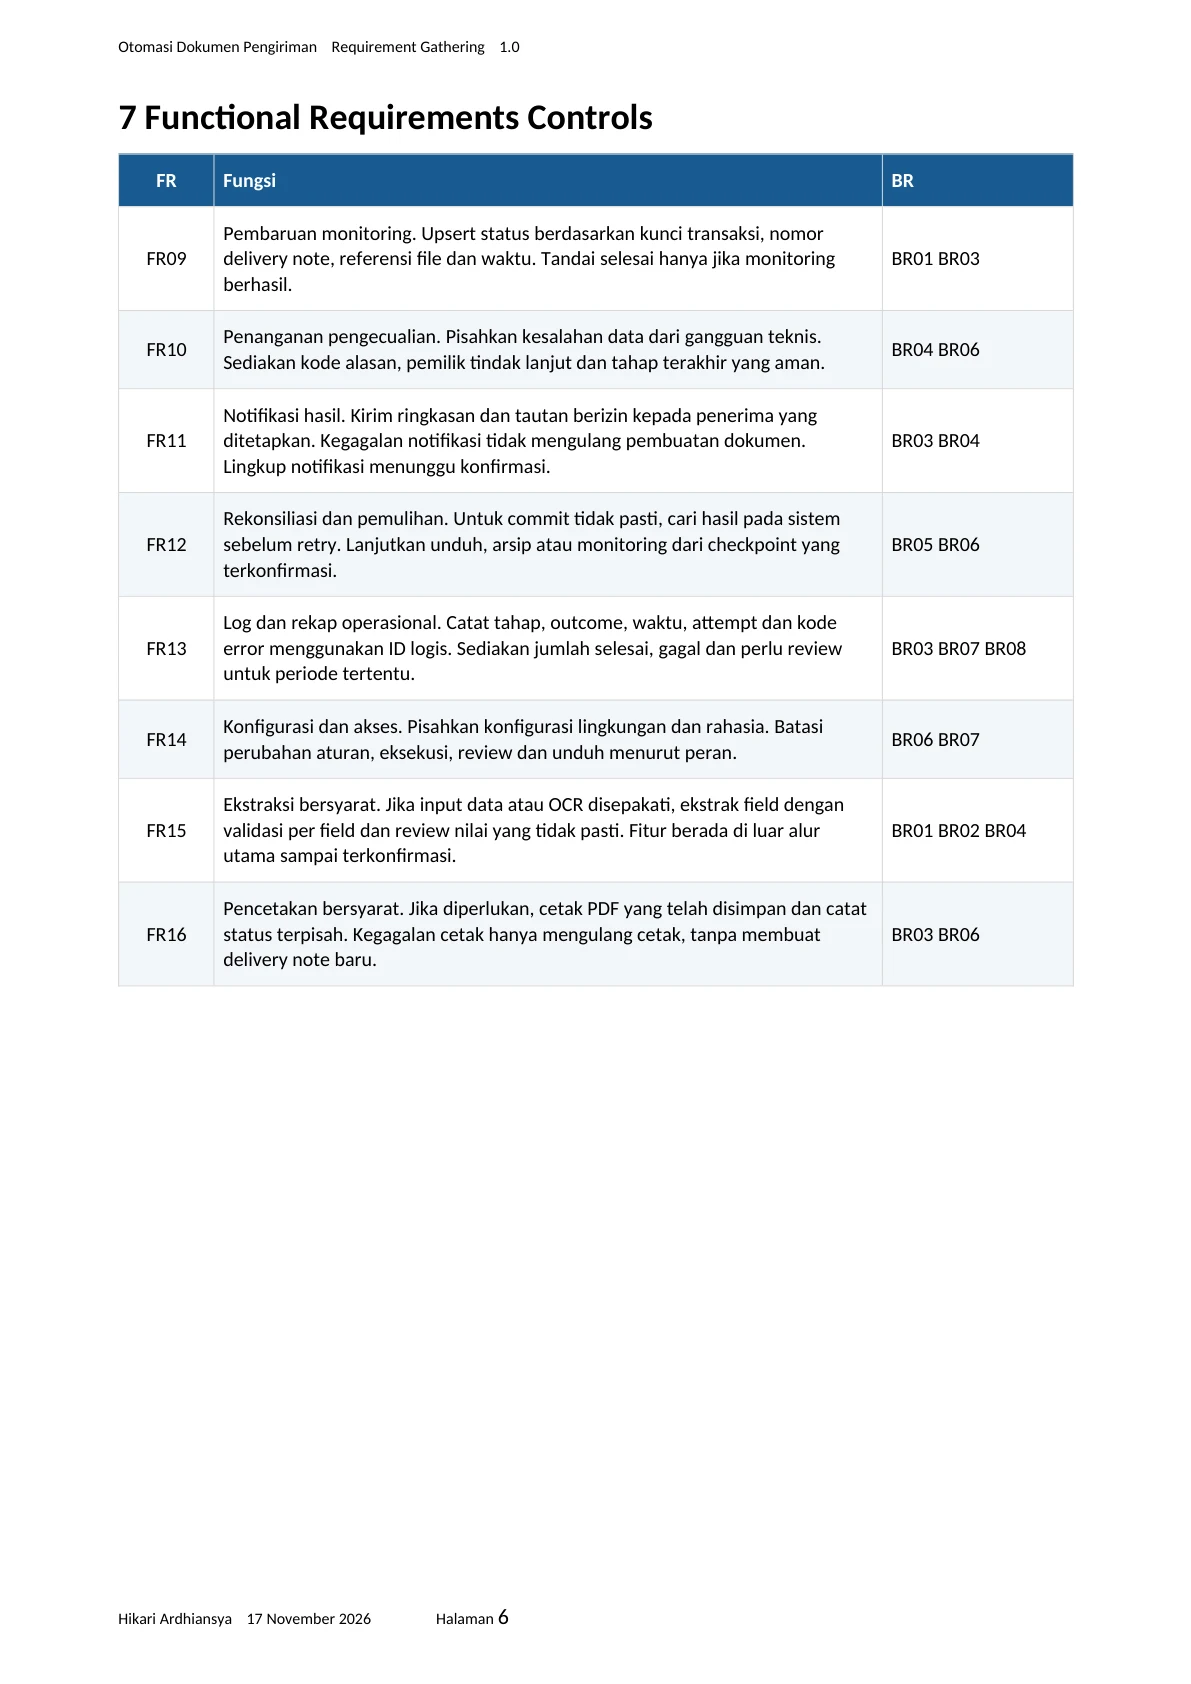 Otomasi Dokumen Pengiriman Requirement Gathering 1.0
7 Functional Requirements Controls
FR Fungsi BR
FR09 Pembaruan monitoring. Upsert status berdasarkan kunci transaksi, nomor
delivery note, referensi file dan waktu. Tandai selesai hanya jika monitoring
berhasil.
BR01 BR03
FR10 Penanganan pengecualian. Pisahkan kesalahan data dari gangguan teknis.
Sediakan kode alasan, pemilik tindak lanjut dan tahap terakhir yang aman.
BR04 BR06
FR11 Notifikasi hasil. Kirim ringkasan dan tautan berizin kepada penerima yang
ditetapkan. Kegagalan notifikasi tidak mengulang pembuatan dokumen.
Lingkup notifikasi menunggu konfirmasi.
BR03 BR04
FR12 Rekonsiliasi dan pemulihan. Untuk commit tidak pasti, cari hasil pada sistem
sebelum retry. Lanjutkan unduh, arsip atau monitoring dari checkpoint yang
terkonfirmasi.
BR05 BR06
FR13 Log dan rekap operasional. Catat tahap, outcome, waktu, attempt dan kode
error menggunakan ID logis. Sediakan jumlah selesai, gagal dan perlu review
untuk periode tertentu.
BR03 BR07 BR08
FR14 Konfigurasi dan akses. Pisahkan konfigurasi lingkungan dan rahasia. Batasi
perubahan aturan, eksekusi, review dan unduh menurut peran.
BR06 BR07
FR15 Ekstraksi bersyarat. Jika input data atau OCR disepakati, ekstrak field dengan
validasi per field dan review nilai yang tidak pasti. Fitur berada di luar alur
utama sampai terkonfirmasi.
BR01 BR02 BR04
FR16 Pencetakan bersyarat. Jika diperlukan, cetak PDF yang telah disimpan dan catat
status terpisah. Kegagalan cetak hanya mengulang cetak, tanpa membuat
delivery note baru.
BR03 BR06
Hikari Ardhiansya 17 November 2026 Halaman 6